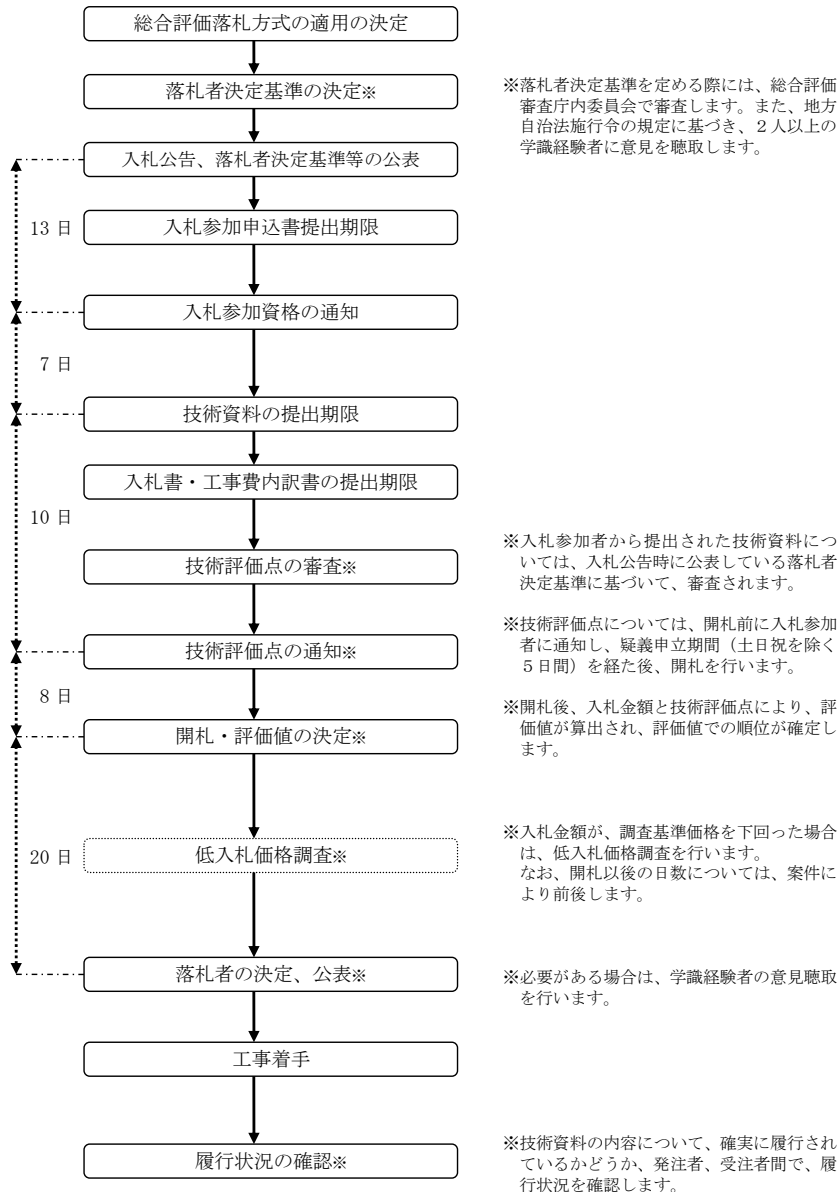 総合評価落札方式の適用の決定
落札者決定基準の決定※
※落札者決定基準を定める際には、総合評価
審査庁内委員会で審査します。また、地方
自治法施行令の規定に基づき、２人以上の
学識経験者に意見を聴取します。
入札公告、落札者決定基準等の公表
13 日
入札参加申込書提出期限
入札参加資格の通知
7 日
技術資料の提出期限
入札書・工事費内訳書の提出期限
10 日
技術評価点の審査※
※入札参加者から提出された技術資料につ
いては、入札公告時に公表している落札者
決定基準に基づいて、審査されます。
技術評価点の通知※
※技術評価点については、開札前に入札参加
者に通知し、疑義申立期間（土日祝を除く
５日間）を経た後、開札を行います。
8 日
開札・評価値の決定※
※開札後、入札金額と技術評価点により、評
価値が算出され、評価値での順位が確定し
ます。
20 日
低入札価格調査※
※入札金額が、調査基準価格を下回った場合
は、低入札価格調査を行います。
なお、開札以後の日数については、案件に
より前後します。
落札者の決定、公表※
※必要がある場合は、学識経験者の意見聴取
を行います。
工事着手
履行状況の確認※
※技術資料の内容について、確実に履行され
ているかどうか、発注者、受注者間で、履
行状況を確認します。